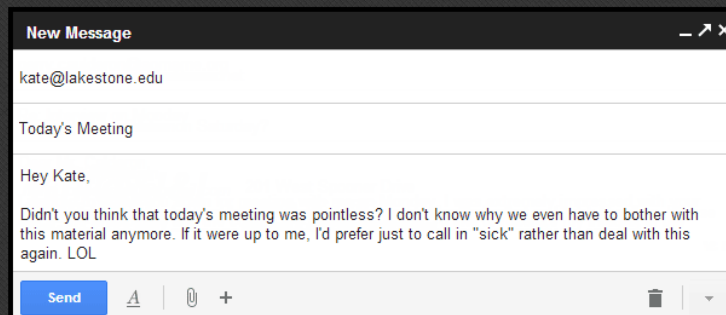 New Message
kate@lakestone.edu
Today's Meeting
Hey Kate,
Didn't you think that today's meeting was pointless? I don't know why we even have to bother with
this material anymore. If it were up to me, I'd prefer just to call in "sick" rather than deal with this
again. LOL
Send A